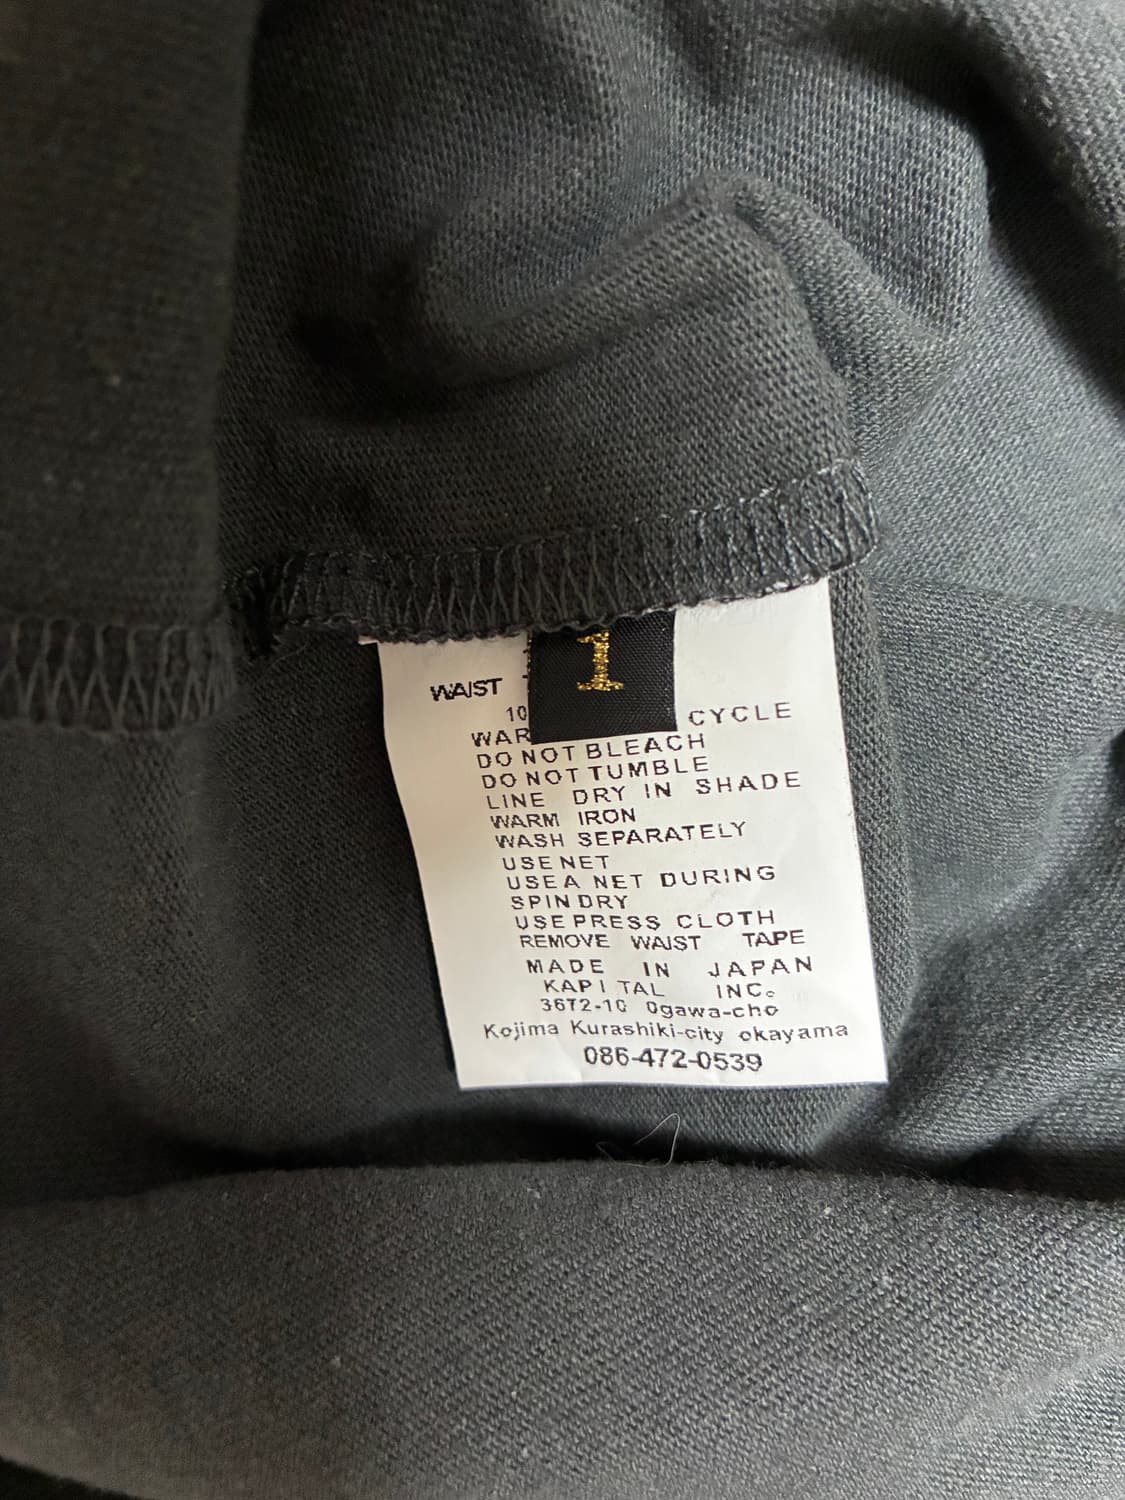 1
WAIST
10
CYCLE
WAR
DO NOT BLEACH
DO NOT TUMBLE
LINE DRY IN SHADE
WARM IRON
WASH SEPARATELY
USE NET
USE A NET DURING
SPIN DRY
USE PRESS CLOTH
REMOVE WAIST TAPE
MADE IN JAPAN
KAPITAL INC。
3672-10 Ogawa-cho
Kojima Kurashiki-city okayama
086-472-0539